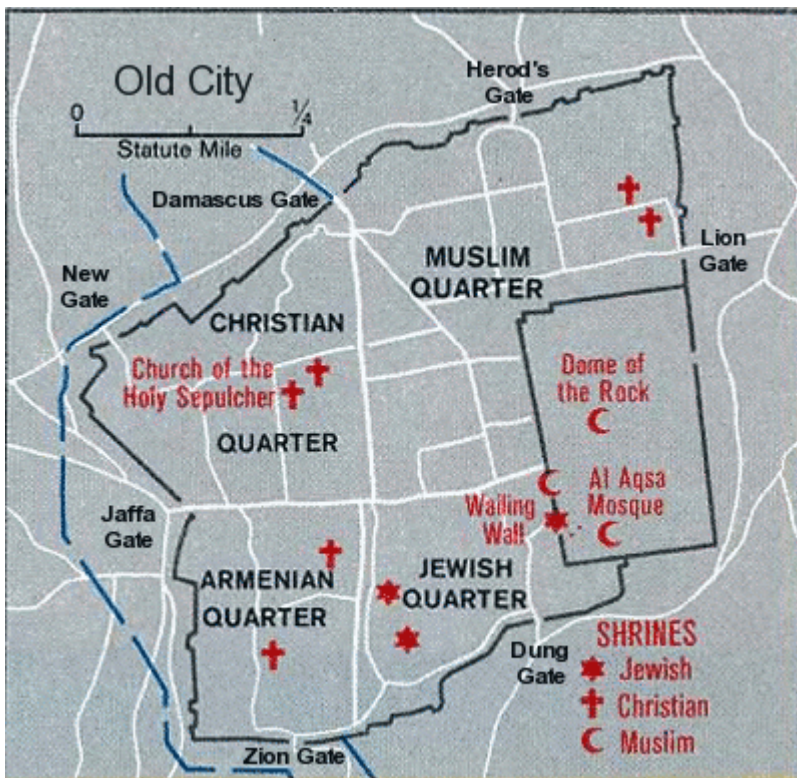 Old City
0 1/4
Statute Mile
Herod's
Gate
Damascus Gate
New
Gate
Lion
Gate
MUSLIM
QUARTER
CHRISTIAN
Church of the
Holy Sepulcher
QUARTER
Dome of
the Rock
Al Aqsa
Mosque
Wailing
Wall
Jaffa
Gate
ARMENIAN
QUARTER
JEWISH
QUARTER
Dung
Gate
Zion Gate
SHRINES
Jewish
Christian
Muslim